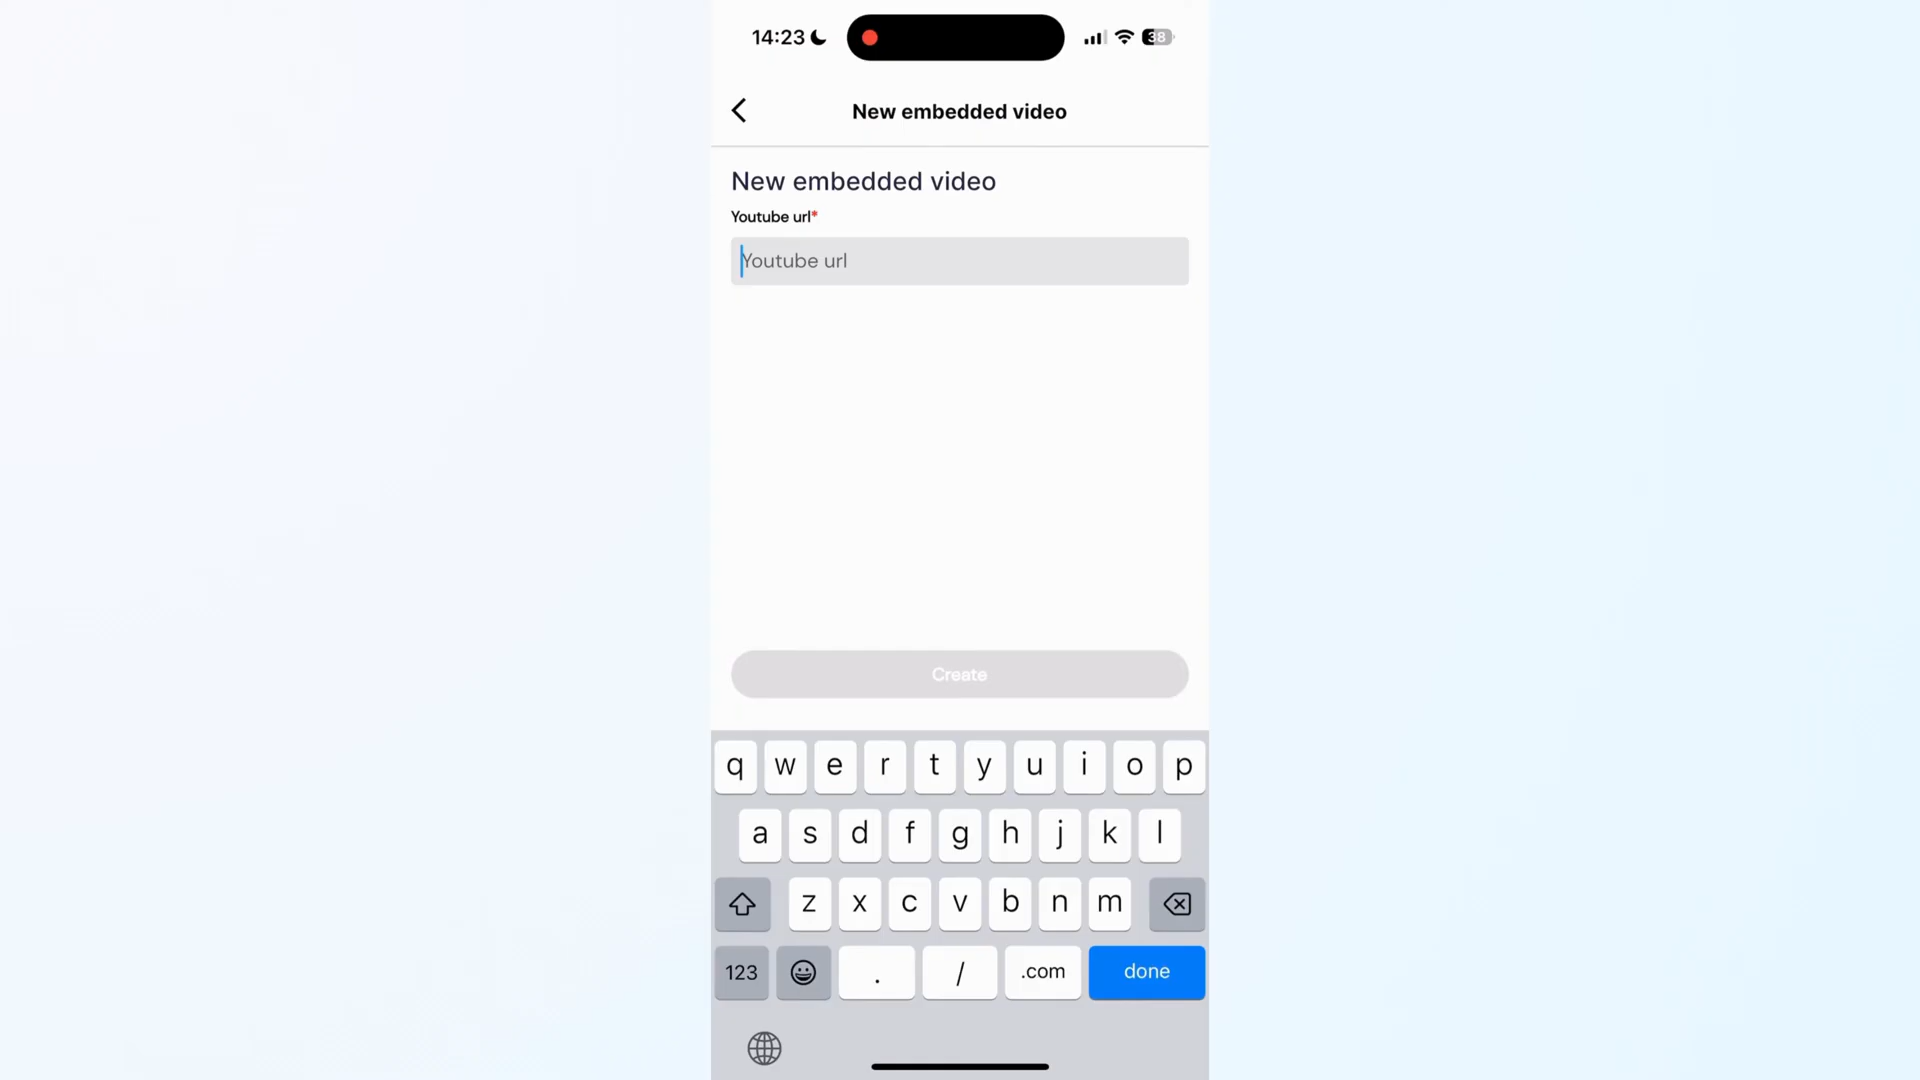 14:23
38
New embedded video
New embedded video
Youtube url*
Youtube url
Create
q w e r t y u i o p
a s d f g h j k l
z x c v b n m
123 . / .com done